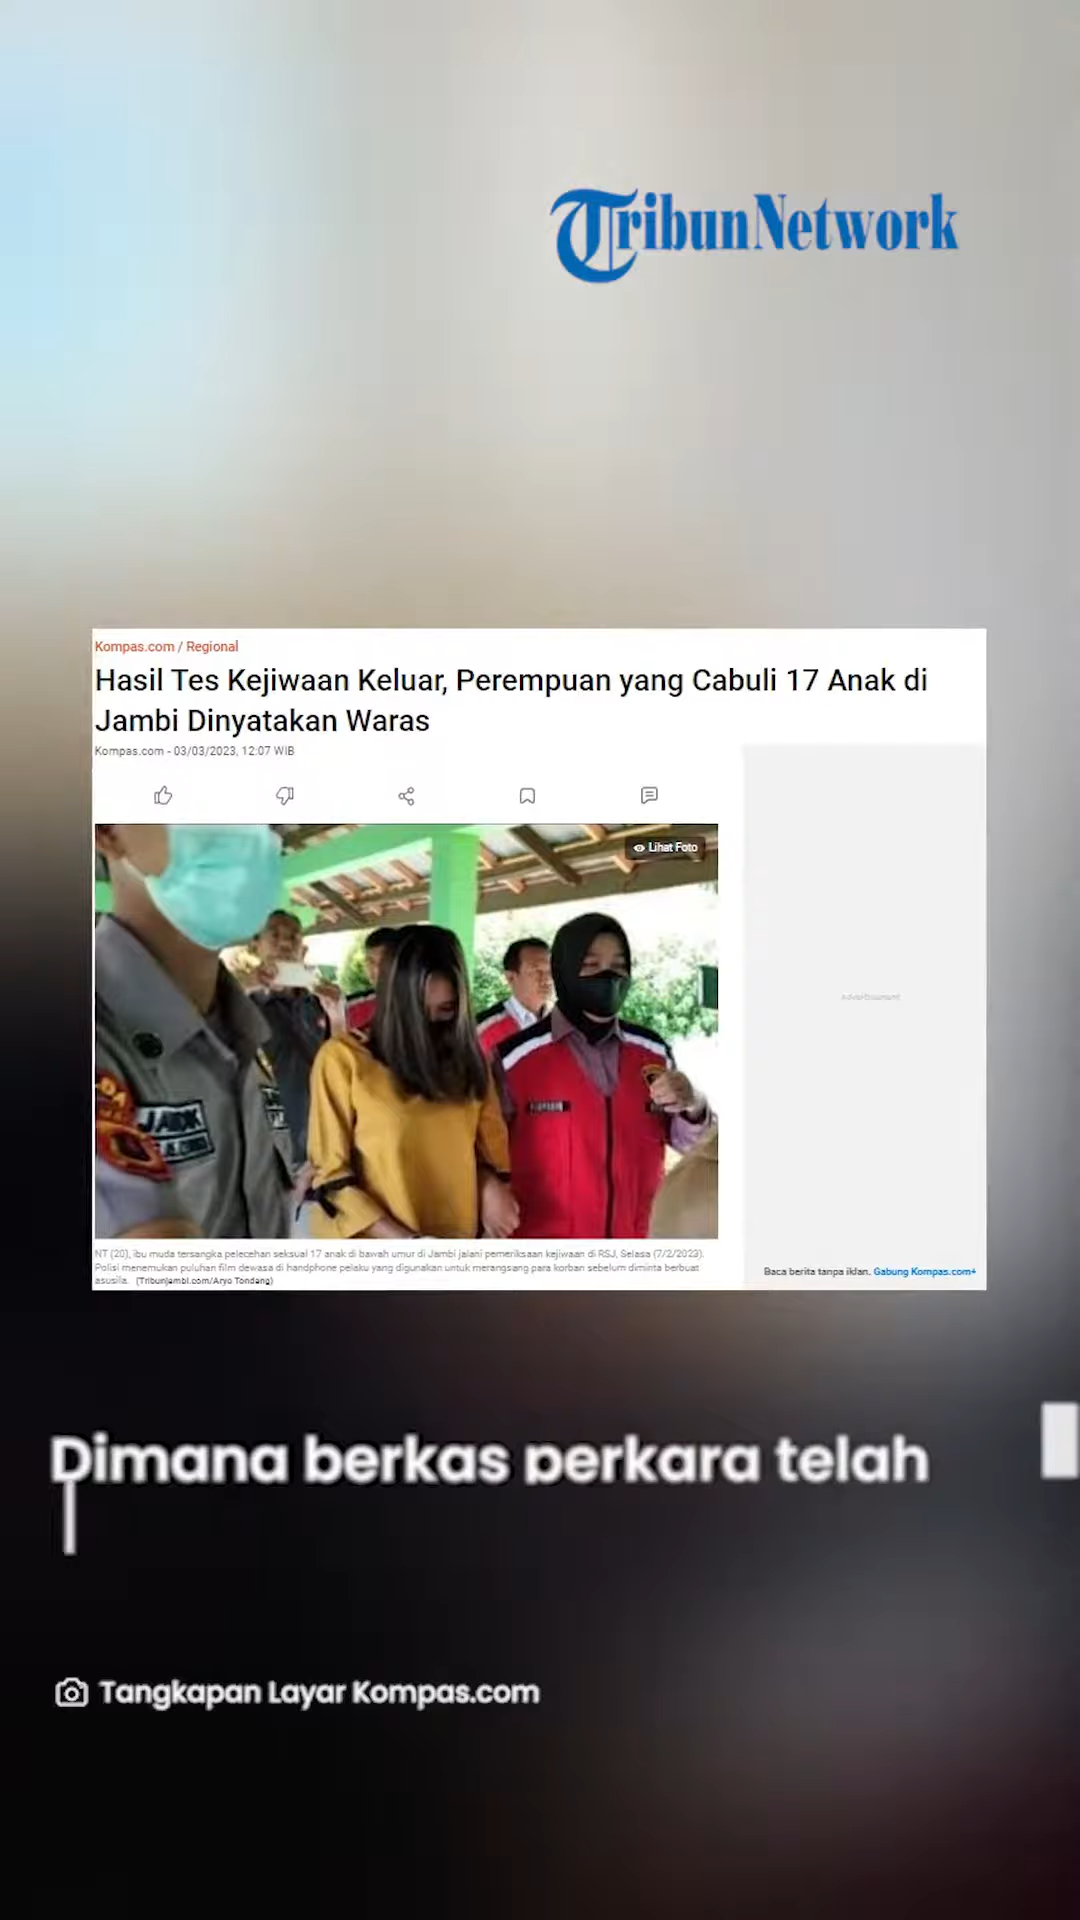 TribunNetwork
Kompas.com / Regional
Hasil Tes Kejiwaan Keluar, Perempuan yang Cabuli 17 Anak di
Jambi Dinyatakan Waras
Kompas.com - 03/03/2023, 12:07 WIB
Lihat Foto
Advertisement
NT (20), ibu muda tersangka pelecehan seksual 17 anak di bawah umur di Jambi jalani pemeriksaan kejiwaan di RSJ, Selasa (7/2/2023).
Polisi menemukan puluhan film dewasa di handphone pelaku yang digunakan untuk merangsang para korban sebelum diminta berbuat
asusila. (Tribunjambi.com/Aryo Tondang)
Baca berita tanpa iklan. Gabung Kompas.com+
Dimana berkas perkara telah
Tangkapan Layar Kompas.com